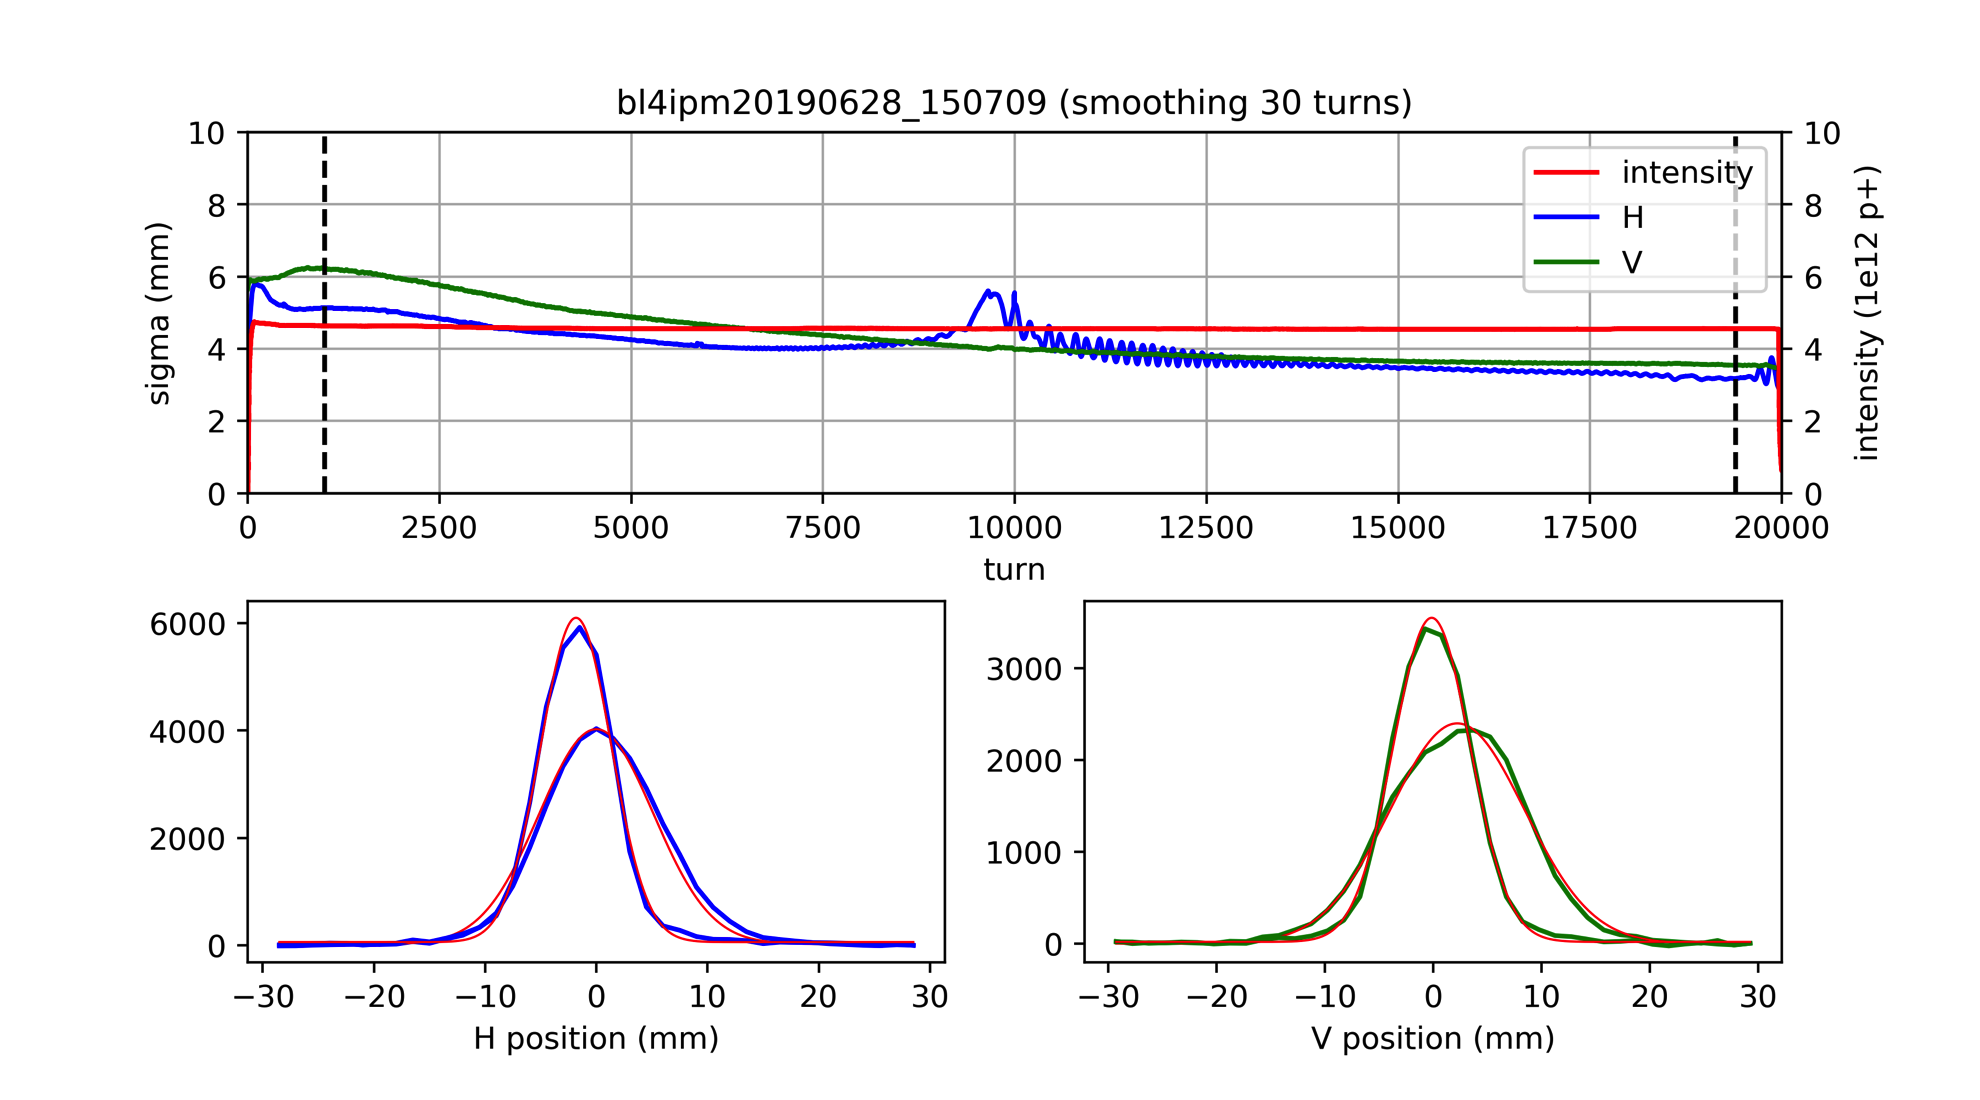 bl4ipm20190628_150709 (smoothing 30 turns)
10
8
6
4
2
0
sigma (mm)
10
8
6
4
2
0
intensity (1e12 p+)
intensity
H
V
0 2500 5000 7500 10000 12500 15000 17500 20000
turn
6000
4000
2000
0
−30 −20 −10 0 10 20 30
H position (mm)
3000
2000
1000
0
−30 −20 −10 0 10 20 30
V position (mm)